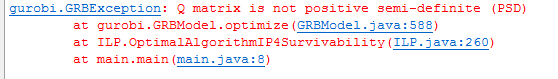 gurobi.GRBException: Q matrix is not positive semi-definite (PSD)
at gurobi.GRBModel.optimize(GRBModel.java:588)
at ILP.OptimalAlgorithmIP4Survivability(ILP.java:260)
at main.main(main.java:8)